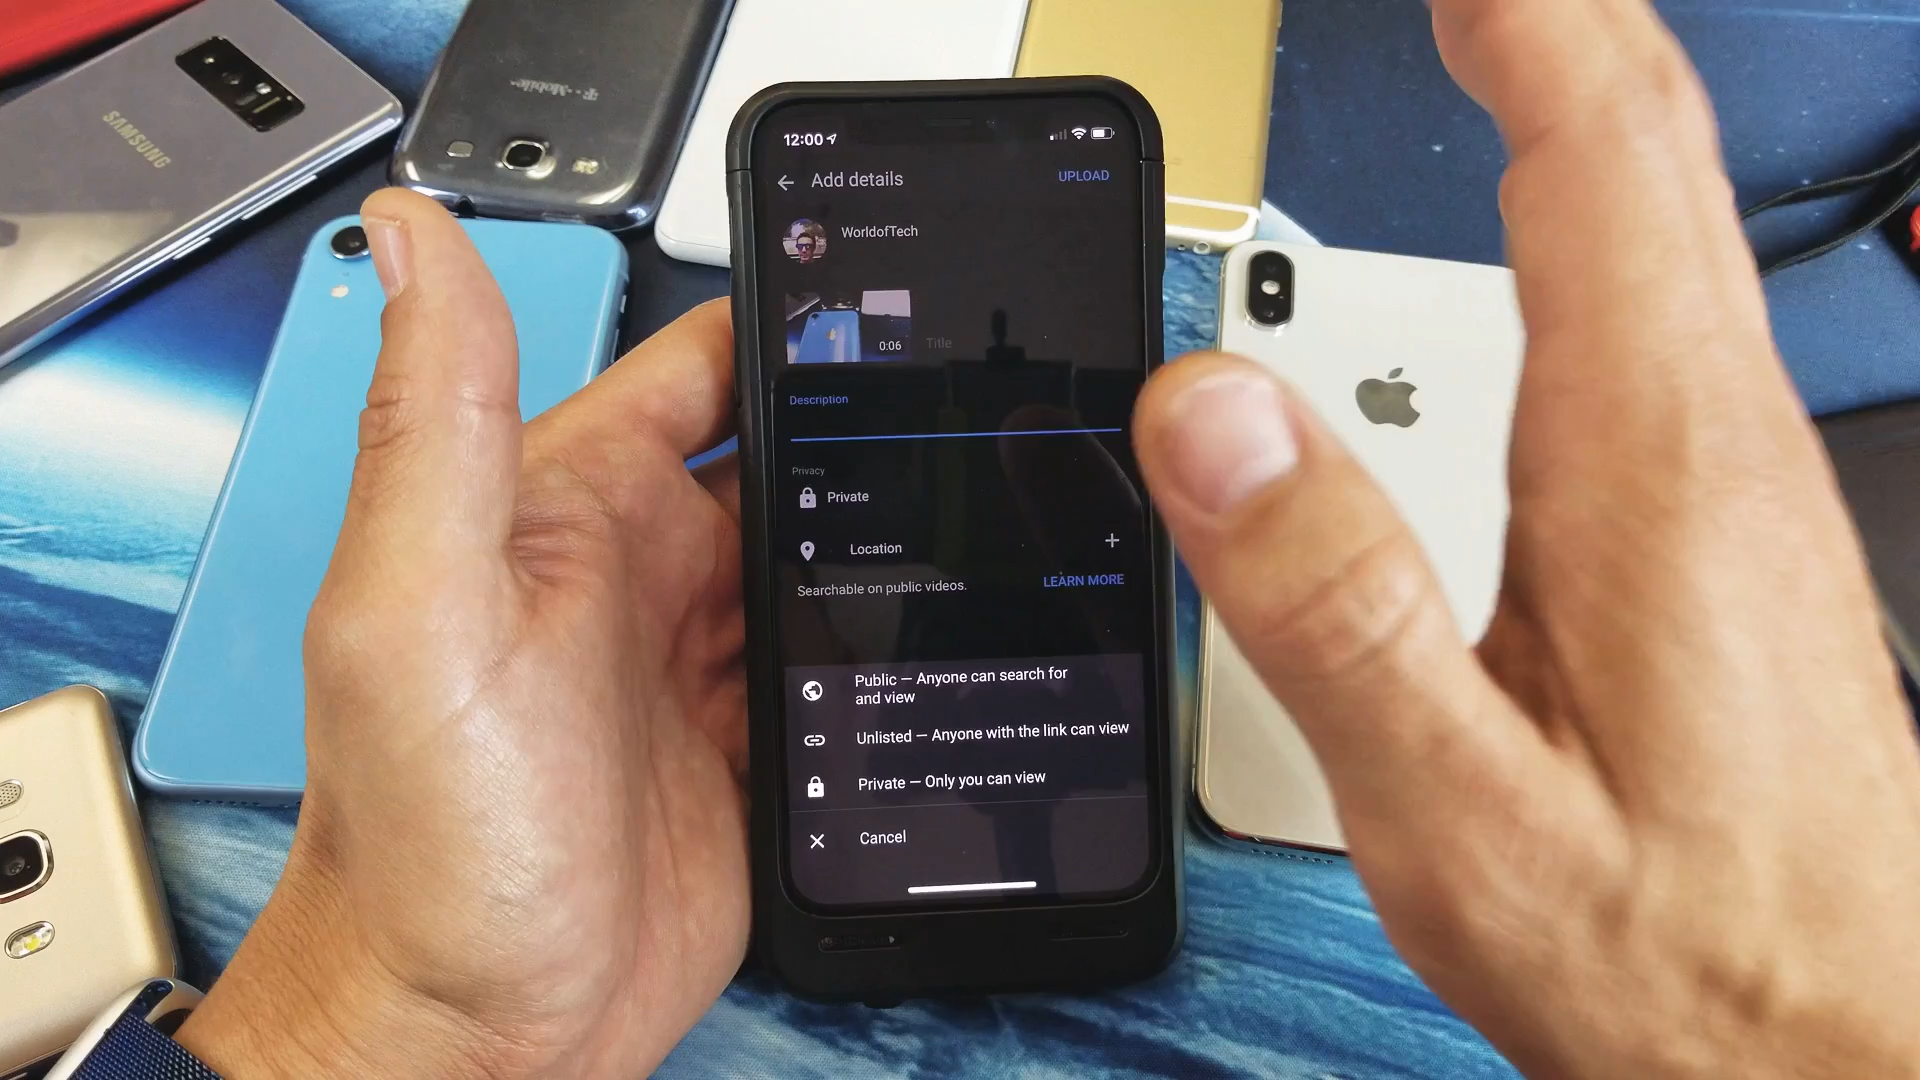 SAMSUNG
T··Mobile·
12:00
Add details
UPLOAD
WorldofTech
0:06
Title
Description
Privacy
Private
Location
Searchable on public videos.
LEARN MORE
Public — Anyone can search for
and view
Unlisted — Anyone with the link can view
Private — Only you can view
Cancel